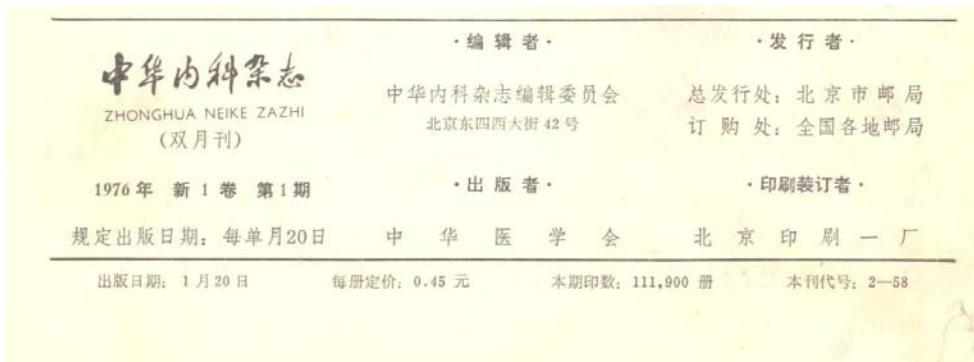 中华内科杂志
ZHONGHUA NEIKE ZAZHI
(双月刊)
1976年 新1卷 第1期
规定出版日期：每单月20日
·编辑者·
中华内科杂志编辑委员会
北京东四西大街42号
·出版者·
中华医学会
·发行者·
总发行处：北京市邮局
订购处：全国各地邮局
·印刷装订者·
北京印刷一厂
出版日期：1月20日 每册定价：0.45元 本期印数：111,900册 本刊代号：2—58